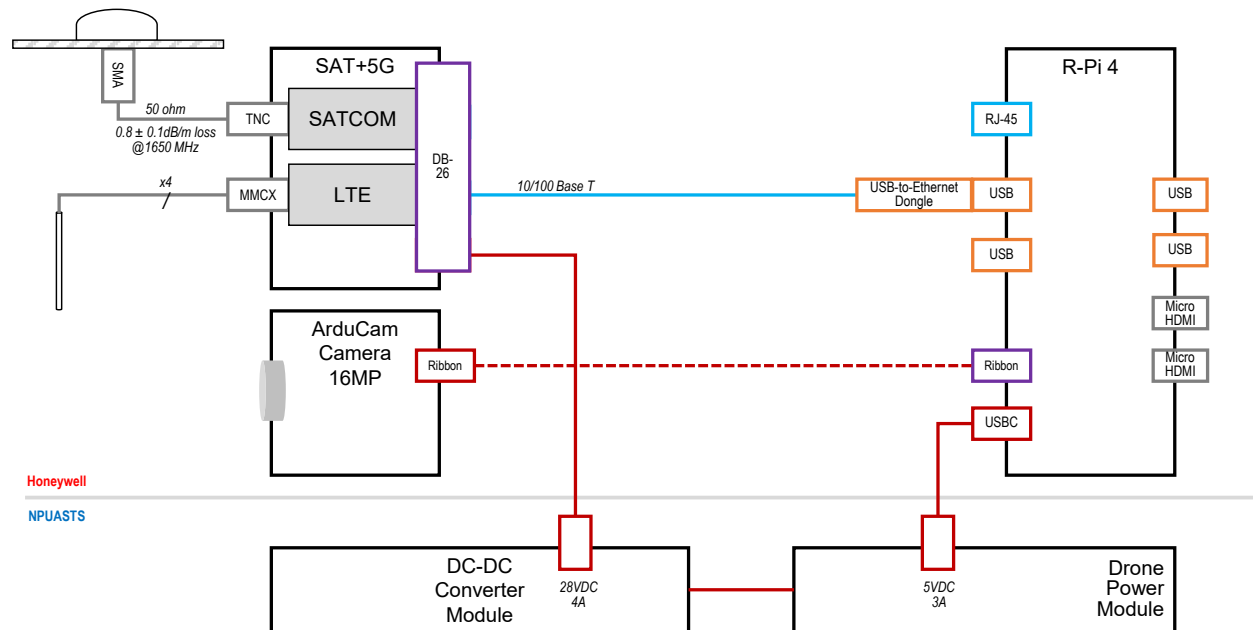 SAT+5G
R-Pi 4
SMA
50 ohm
0.8 ± 0.1dB/m loss
@1650 MHz
TNC
SATCOM
DB-
26
RJ-45
x4
MMCX
LTE
10/100 Base T
USB-to-Ethernet
Dongle
USB
USB
USB
USB
Micro
HDMI
ArduCam
Camera
16MP
Ribbon
Ribbon
Micro
HDMI
USBC
Honeywell
NPUASTS
DC-DC
Converter
Module
28VDC
4A
5VDC
3A
Drone
Power
Module